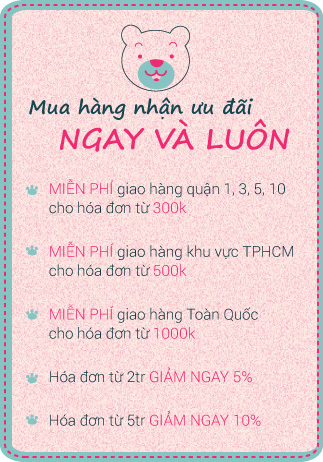 Mua hàng nhận ưu đãi
NGAY VÀ LUÔN
MIỄN PHÍ giao hàng quận 1, 3, 5, 10
cho hóa đơn từ 300k
MIỄN PHÍ giao hàng khu vực TPHCM
cho hóa đơn từ 500k
MIỄN PHÍ giao hàng Toàn Quốc
cho hóa đơn từ 1000k
Hóa đơn từ 2tr GIẢM NGAY 5%
Hóa đơn từ 5tr GIẢM NGAY 10%